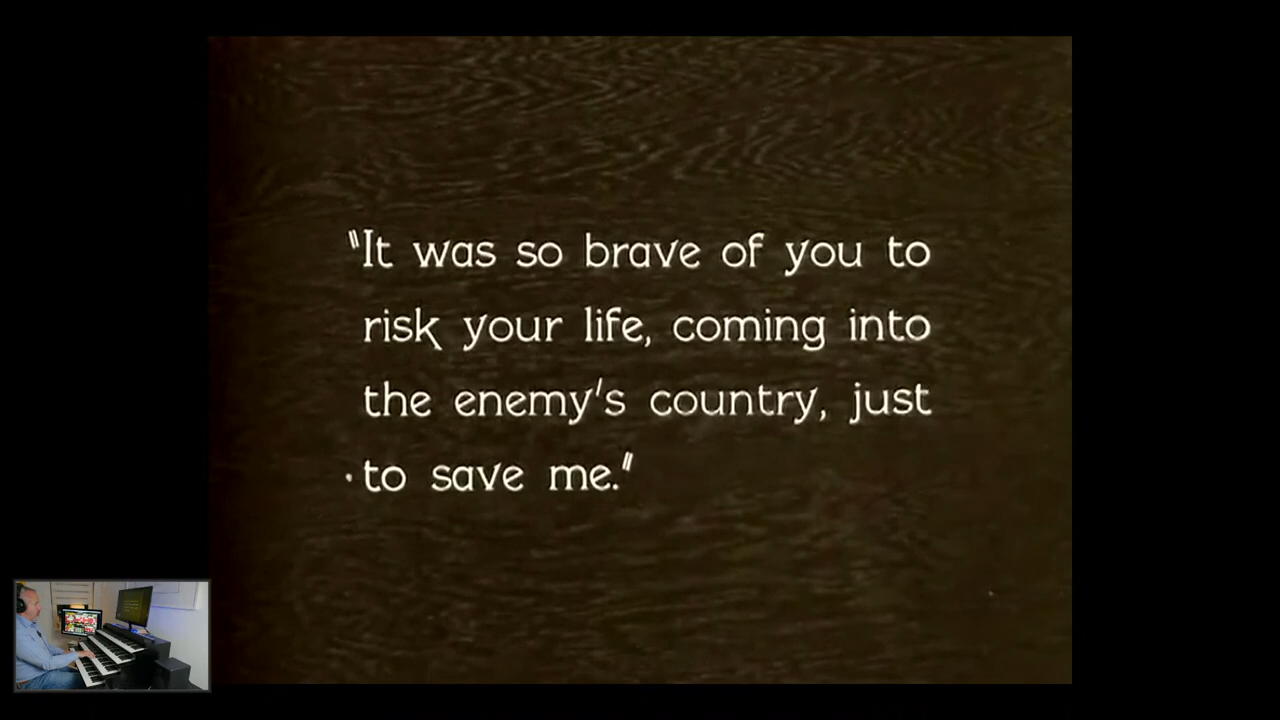 "It was so brave of you to
risk your life, coming into
the enemy's country, just
to save me."